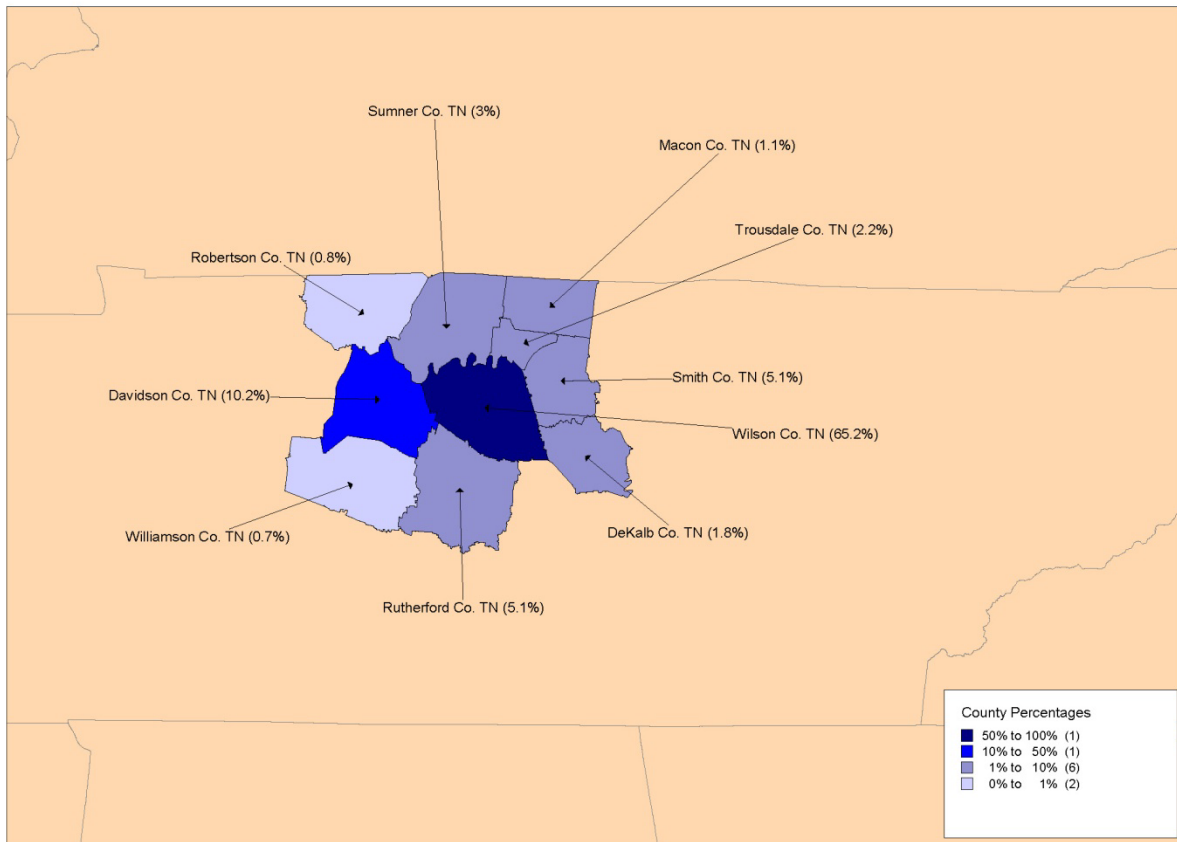 Sumner Co. TN (3%)
Macon Co. TN (1.1%)
Trousdale Co. TN (2.2%)
Robertson Co. TN (0.8%)
Smith Co. TN (5.1%)
Davidson Co. TN (10.2%)
Wilson Co. TN (65.2%)
DeKalb Co. TN (1.8%)
Williamson Co. TN (0.7%)
Rutherford Co. TN (5.1%)
County Percentages
50% to 100% (1)
10% to 50% (1)
1% to 10% (6)
0% to 1% (2)